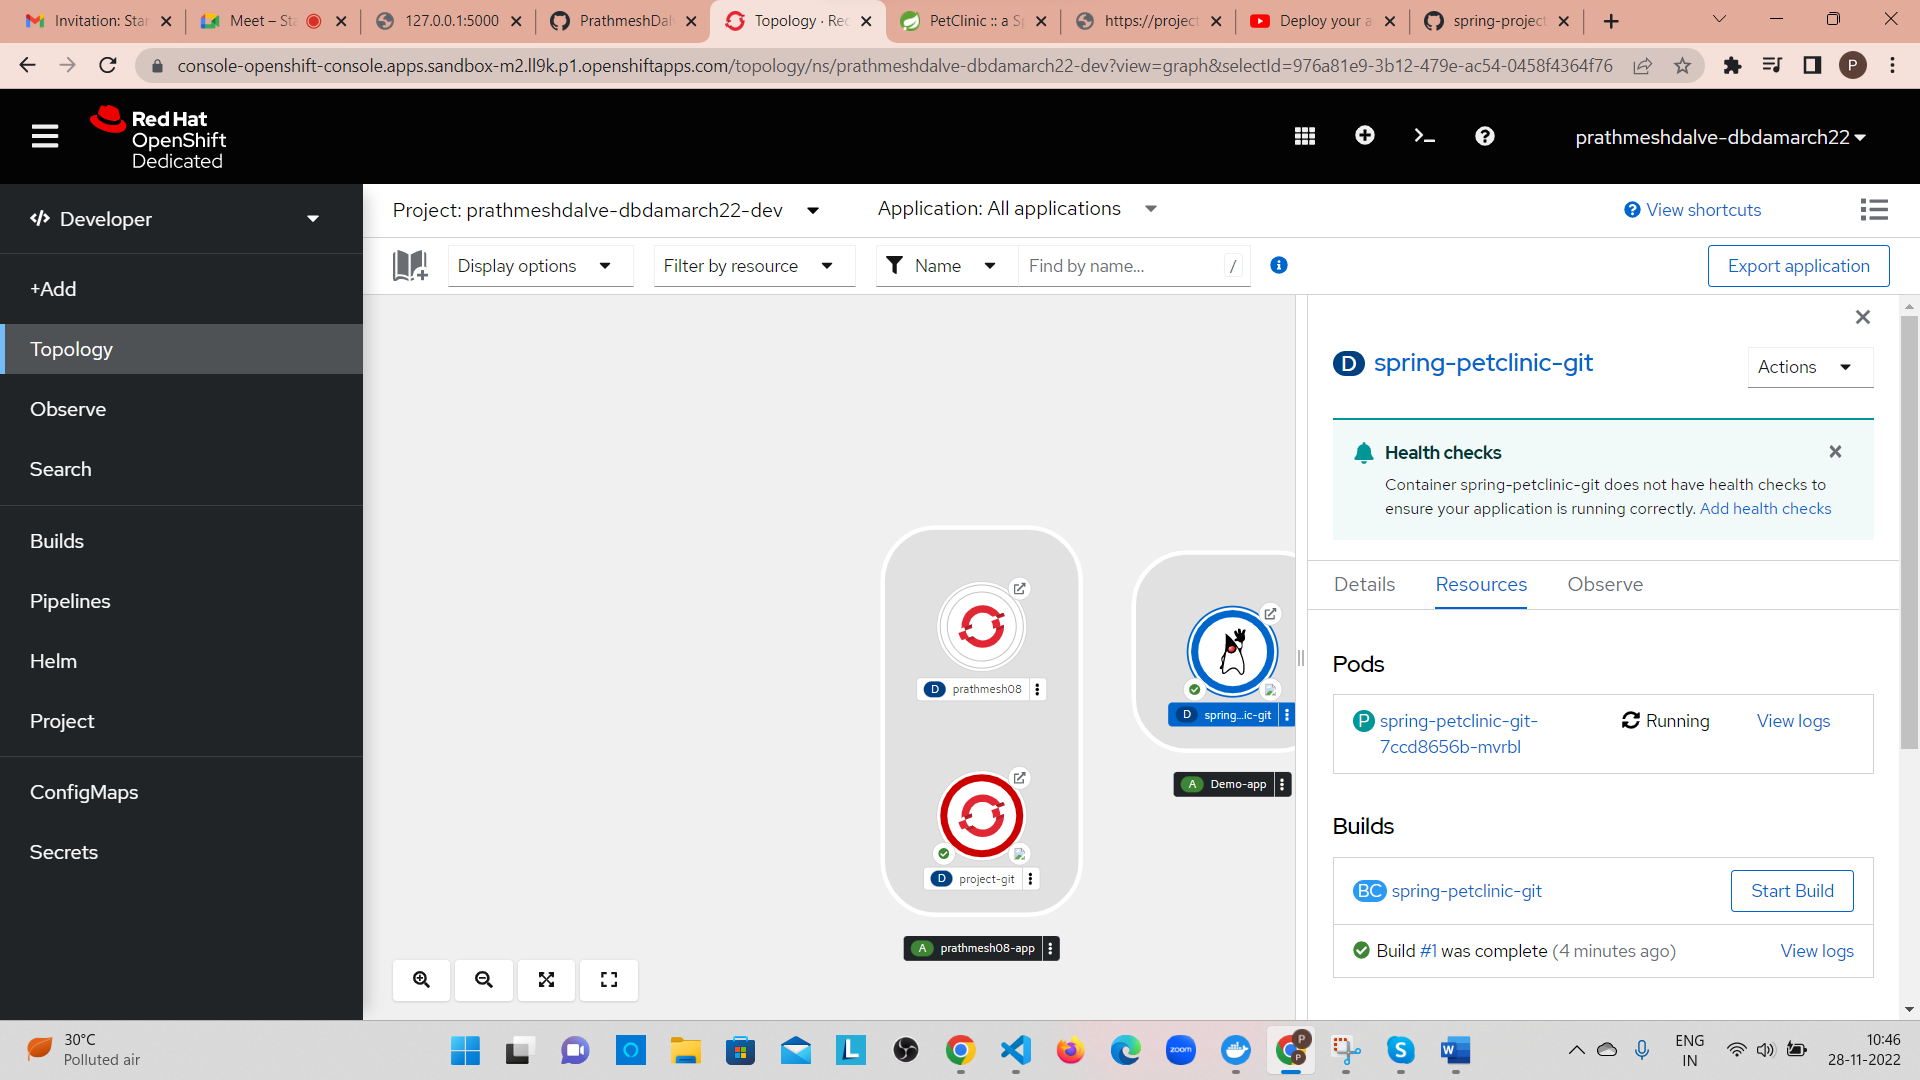 Invitation: Star
Meet – Sta
127.0.0.1:5000
PrathmeshDal
Topology · Red
PetClinic :: a Sp
https://project
Deploy your a
spring-project
console-openshift-console.apps.sandbox-m2.ll9k.p1.openshiftapps.com/topology/ns/prathmeshdalve-dbdamarch22-dev?view=graph&selectId=976a81e9-3b12-479e-ac54-0458f4364f76
P
Red Hat
OpenShift
Dedicated
prathmeshdalve-dbdamarch22
Developer
+Add
Topology
Observe
Search
Builds
Pipelines
Helm
Project
ConfigMaps
Secrets
Project: prathmeshdalve-dbdamarch22-dev
Application: All applications
View shortcuts
Display options
Filter by resource
Name
Find by name...
/
Export application
D prathmesh08
D project-git
A prathmesh08-app
D spring...ic-git
A Demo-app
D spring-petclinic-git
Actions
Health checks
Container spring-petclinic-git does not have health checks to
ensure your application is running correctly. Add health checks
Details
Resources
Observe
Pods
P spring-petclinic-git-
7ccd8656b-mvrbl
Running
View logs
Builds
BC spring-petclinic-git
Start Build
Build #1 was complete (4 minutes ago)
View logs
30°C
Polluted air
zoom
ENG
IN
10:46
28-11-2022